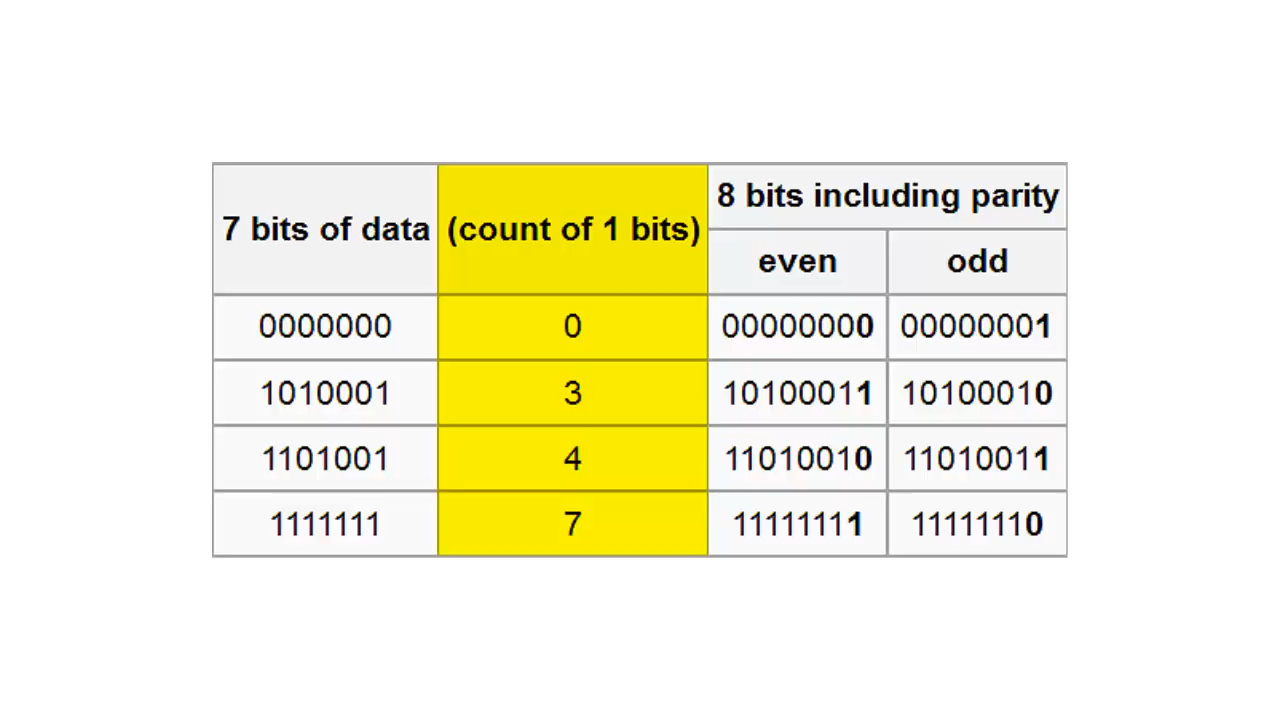 7 bits of data (count of 1 bits) 8 bits including parity
even odd
0000000 0 00000000 00000001
1010001 3 10100011 10100010
1101001 4 11010010 11010011
1111111 7 11111111 11111110